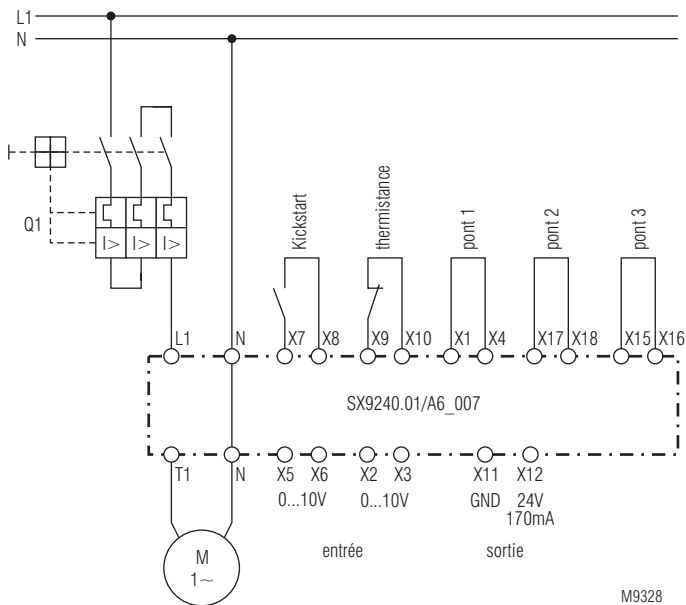 L1
N
Q1
I> I> I>
Kickstart
thermistance
pont 1
pont 2
pont 3
L1 N X7 X8 X9 X10 X1 X4 X17 X18 X15 X16
SX9240.01/A6_007
T1 N X5 X6 X2 X3 X11 X12
0...10V 0...10V GND 24V
170mA
entrée sortie
M
1~
M9328